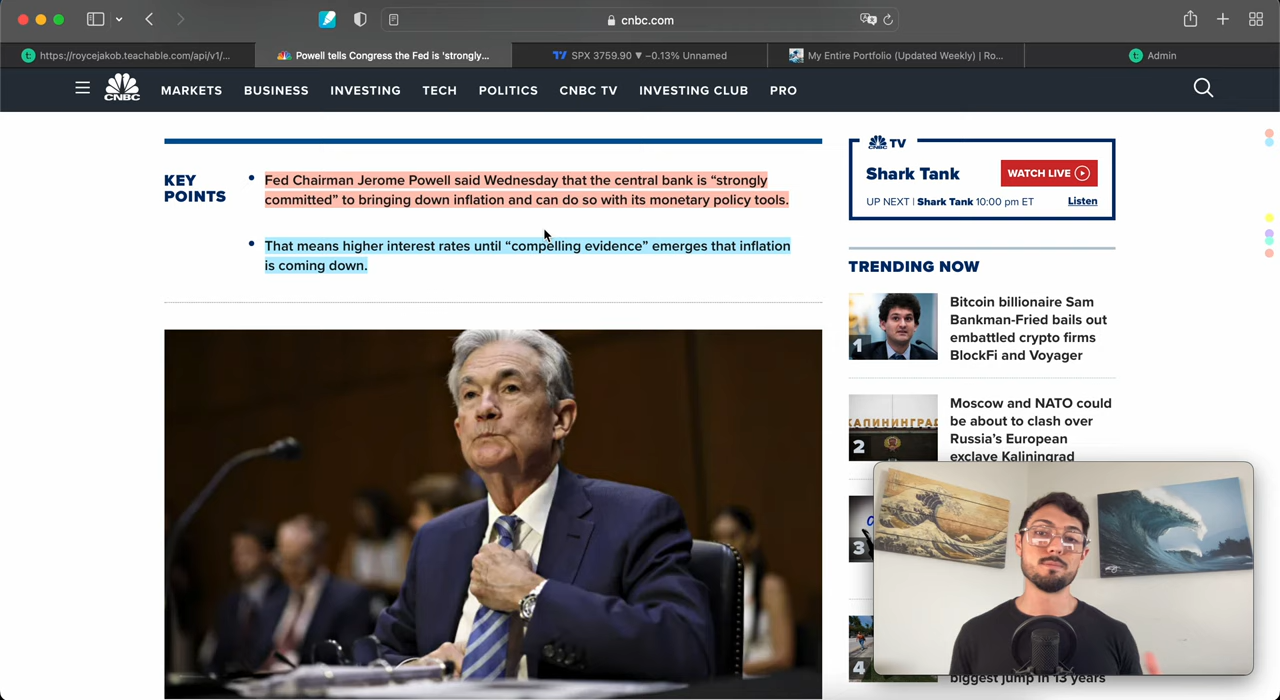 cnbc.com
https://roycejakob.teachable.com/api/v1/...
Powell tells Congress the Fed is 'strongly...
SPX 3759.90 ▼ −0.13% Unnamed
My Entire Portfolio (Updated Weekly) | Ro...
Admin
CNBC
MARKETS
BUSINESS
INVESTING
TECH
POLITICS
CNBC TV
INVESTING CLUB
PRO
KEY
POINTS
• Fed Chairman Jerome Powell said Wednesday that the central bank is “strongly
committed” to bringing down inflation and can do so with its monetary policy tools.
• That means higher interest rates until “compelling evidence” emerges that inflation
is coming down.
TV
Shark Tank
WATCH LIVE
UP NEXT | Shark Tank 10:00 pm ET
Listen
TRENDING NOW
1
Bitcoin billionaire Sam
Bankman-Fried bails out
embattled crypto firms
BlockFi and Voyager
2
Moscow and NATO could
be about to clash over
Russia’s European
exclave Kaliningrad
3
4
biggest jump in 13 years